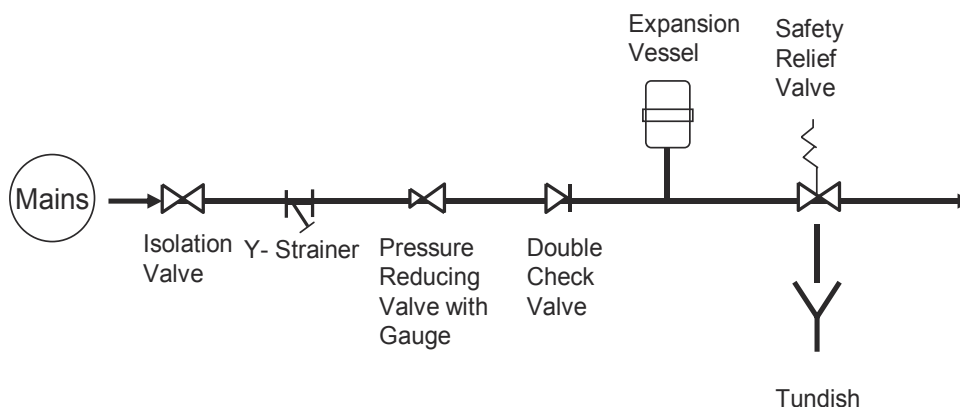 Expansion
Vessel
Safety
Relief
Valve
Mains
Isolation
Valve
Y- Strainer
Pressure
Reducing
Valve with
Gauge
Double
Check
Valve
Tundish